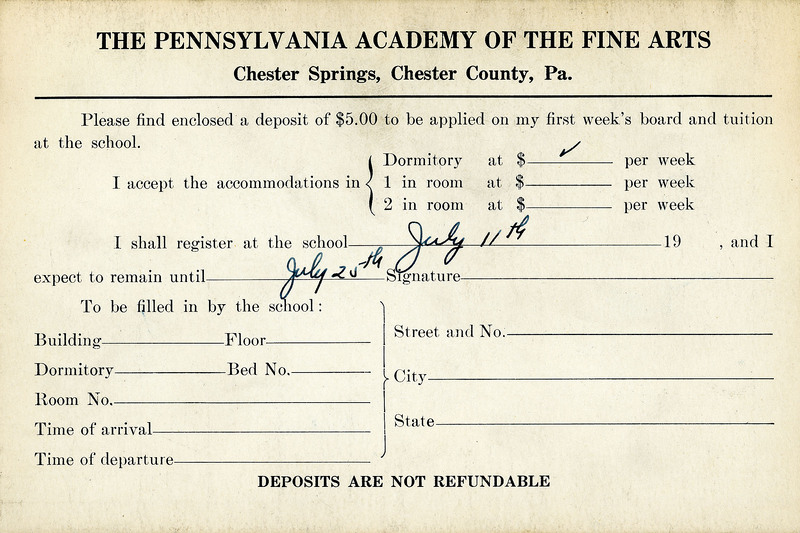 THE PENNSYLVANIA ACADEMY OF THE FINE ARTS
Chester Springs, Chester County, Pa.
Please find enclosed a deposit of $5.00 to be applied on my first week's board and tuition
at the school.
I accept the accommodations in
Dormitory at $ ✓ per week
1 in room at $ per week
2 in room at $ per week
I shall register at the school July 11th 19 , and I
expect to remain until July 25th Signature
To be filled in by the school:
Building Floor
Dormitory Bed No.
Room No.
Time of arrival
Time of departure
Street and No.
City
State
DEPOSITS ARE NOT REFUNDABLE